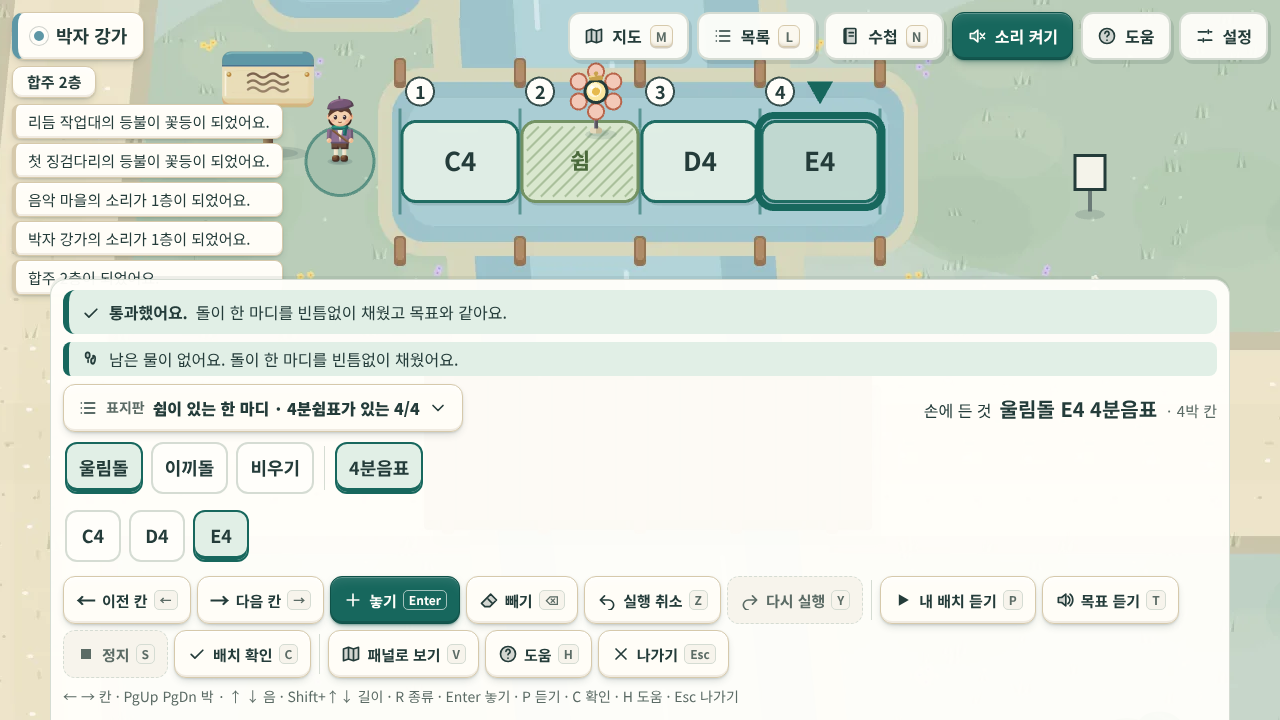 박자 강가
지도 M
목록 L
수첩 N
소리 켜기
도움
설정
합주 2층
리듬 작업대의 등불이 꽃등이 되었어요.
첫 징검다리의 등불이 꽃등이 되었어요.
음악 마을의 소리가 1층이 되었어요.
박자 강가의 소리가 1층이 되었어요.
합주 2층이 되었어요.
1 2 3 4
C4 쉼 D4 E4
통과했어요. 돌이 한 마디를 빈틈없이 채웠고 목표와 같아요.
남은 물이 없어요. 돌이 한 마디를 빈틈없이 채웠어요.
표지판 쉼이 있는 한 마디 · 4분쉼표가 있는 4/4
손에 든 것 울림돌 E4 4분음표 · 4박 칸
울림돌 이끼돌 비우기 4분음표
C4 D4 E4
← 이전 칸 ← → 다음 칸 → 놓기 Enter 빼기 ⌫ 실행 취소 Z 다시 실행 Y 내 배치 듣기 P 목표 듣기 T
정지 S 배치 확인 C 패널로 보기 V 도움 H 나가기 Esc
← → 칸 · PgUp PgDn 박 · ↑ ↓ 음 · Shift+↑ ↓ 길이 · R 종류 · Enter 놓기 · P 듣기 · C 확인 · H 도움 · Esc 나가기